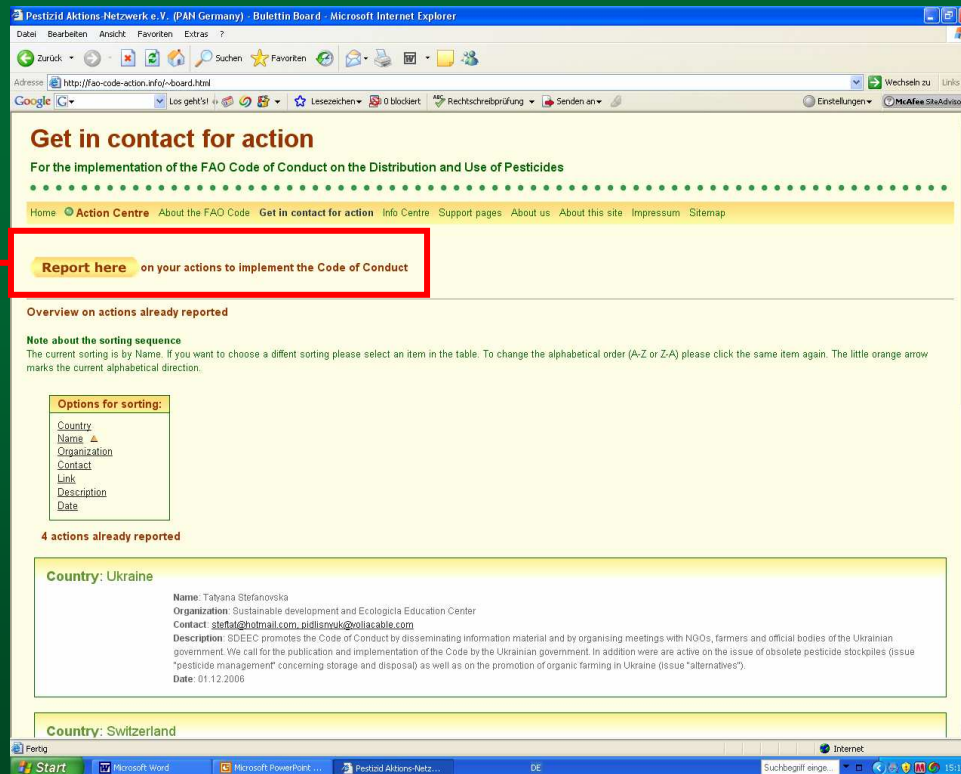 Pestizid Aktions-Netzwerk e.V. (PAN Germany) - Bulettin Board - Microsoft Internet Explorer
Datei Bearbeiten Ansicht Favoriten Extras ?
Zurück Suchen Favoriten
Adresse http://fao-code-action.info/~board.html Wechseln zu Links
Google G Los geht's! Lesezeichen 0 blockiert ABC Rechtschreibprüfung Senden an Einstellungen McAfee SiteAdviso
Get in contact for action
For the implementation of the FAO Code of Conduct on the Distribution and Use of Pesticides
Home Action Centre About the FAO Code Get in contact for action Info Centre Support pages About us About this site Impressum Sitemap
Report here on your actions to implement the Code of Conduct
Overview on actions already reported
Note about the sorting sequence
The current sorting is by Name. If you want to choose a diffent sorting please select an item in the table. To change the alphabetical order (A-Z or Z-A) please click the same item again. The little orange arrow
marks the current alphabetical direction.
Options for sorting:
Country
Name
Organization
Contact
Link
Description
Date
4 actions already reported
Country: Ukraine
Name: Tatyana Stefanovska
Organization: Sustainable development and Ecologicla Education Center
Contact: steflat@hotmail.com, pidlisnyuk@voliacable.com
Description: SDEEC promotes the Code of Conduct by disseminating information material and by organising meetings with NGOs, farmers and official bodies of the Ukrainian
government. We call for the publication and implementation of the Code by the Ukrainian government. In addition were are active on the issue of obsolete pesticide stockpiles (issue
"pesticide management" concerning storage and disposal) as well as on the promotion of organic farming in Ukraine (issue "alternatives").
Date: 01.12.2006
Country: Switzerland
Fertig Internet
Start Microsoft Word Microsoft PowerPoint ... Pestizid Aktions-Netz... DE Suchbegriff einge... 15:1